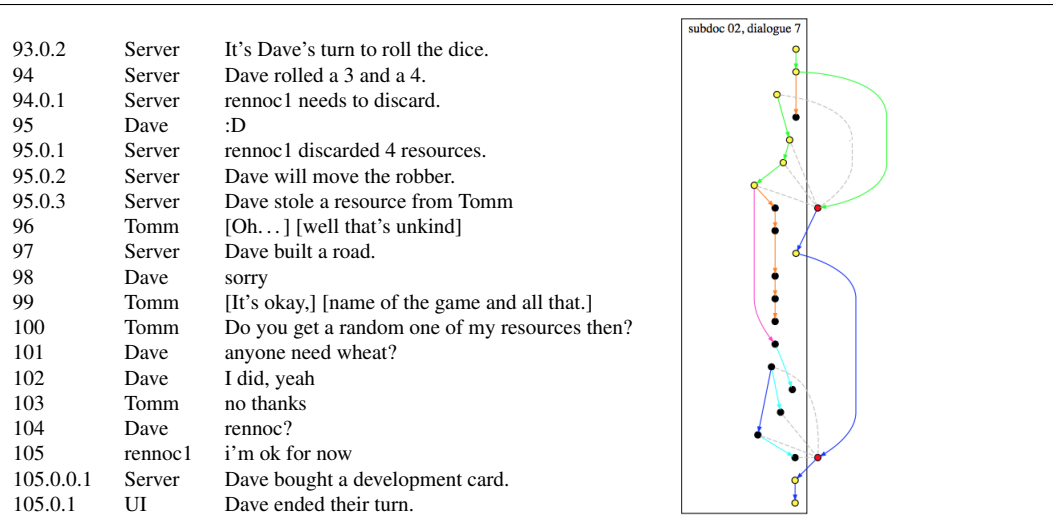 subdoc 02, dialogue 7
93.0.2 Server It's Dave's turn to roll the dice.
94 Server Dave rolled a 3 and a 4.
94.0.1 Server rennoc1 needs to discard.
95 Dave :D
95.0.1 Server rennoc1 discarded 4 resources.
95.0.2 Server Dave will move the robber.
95.0.3 Server Dave stole a resource from Tomm
96 Tomm [Oh...] [well that's unkind]
97 Server Dave built a road.
98 Dave sorry
99 Tomm [It's okay,] [name of the game and all that.]
100 Tomm Do you get a random one of my resources then?
101 Dave anyone need wheat?
102 Dave I did, yeah
103 Tomm no thanks
104 Dave rennoc?
105 rennoc1 i'm ok for now
105.0.0.1 Server Dave bought a development card.
105.0.1 UI Dave ended their turn.